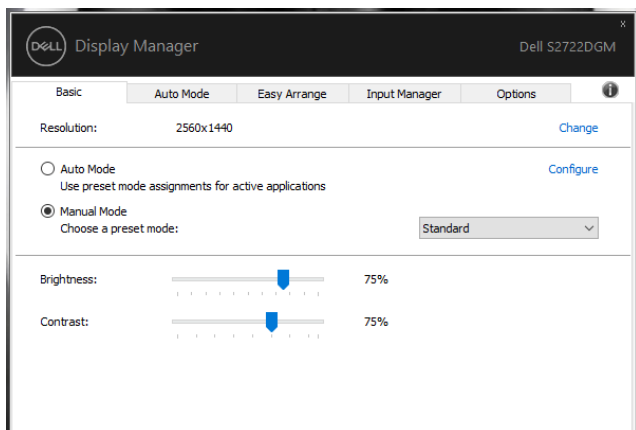 DELL Display Manager Dell S2722DGM
x
Basic Auto Mode Easy Arrange Input Manager Options i
Resolution: 2560x1440 Change
Auto Mode Configure
Use preset mode assignments for active applications
Manual Mode
Choose a preset mode: Standard
Brightness: 75%
Contrast: 75%